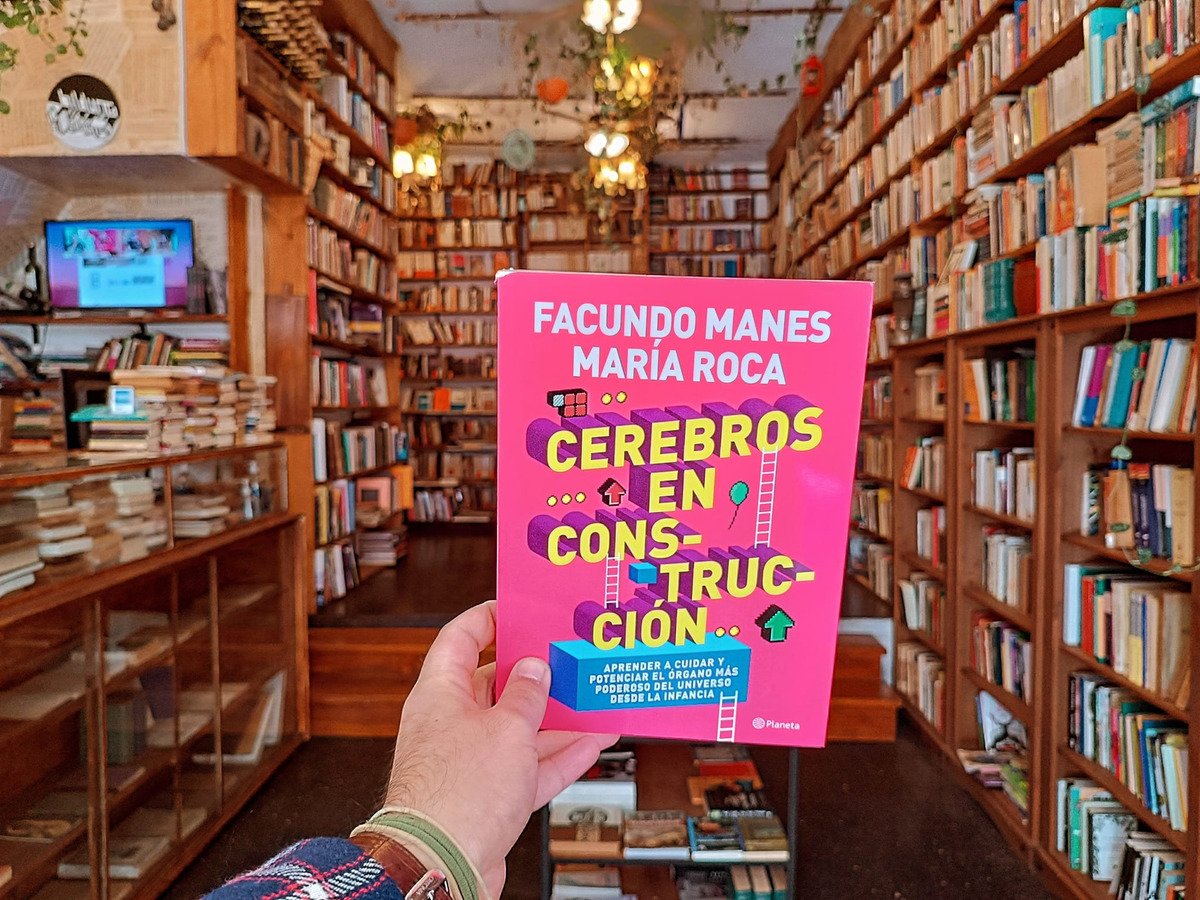 FACUNDO MANES
MARÍA ROCA
CEREBROS
EN
CONS-
TRUC-
CIÓN
APRENDER A CUIDAR Y
POTENCIAR EL ÓRGANO MÁS
PODEROSO DEL UNIVERSO
DESDE LA INFANCIA
Planeta